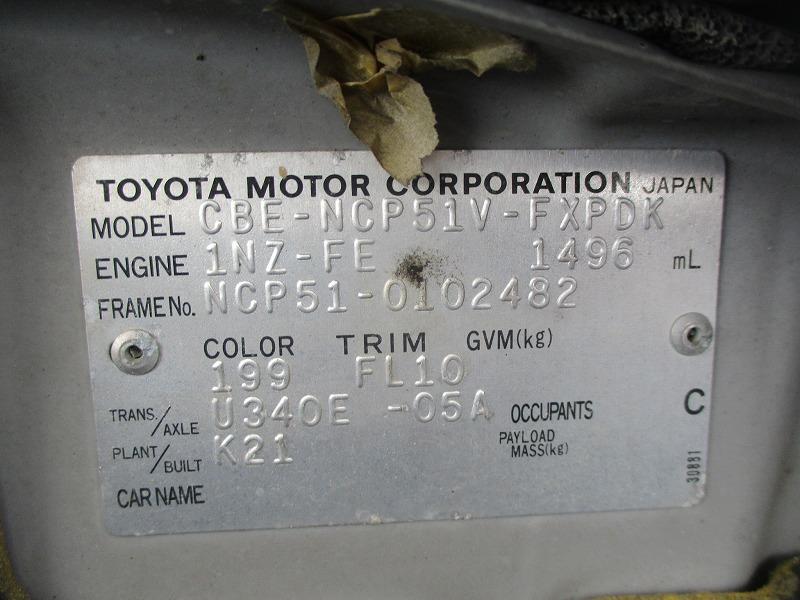 TOYOTA MOTOR CORPORATION JAPAN
MODEL CBE-NCP51V-FXPDK
ENGINE 1NZ-FE 1496 mL
FRAME No. NCP51-0102482
COLOR TRIM GVM(kg)
199 FL10
TRANS./AXLE U340E -05A OCCUPANTS C
PLANT/BUILT K21 PAYLOAD MASS(kg)
CAR NAME
30881